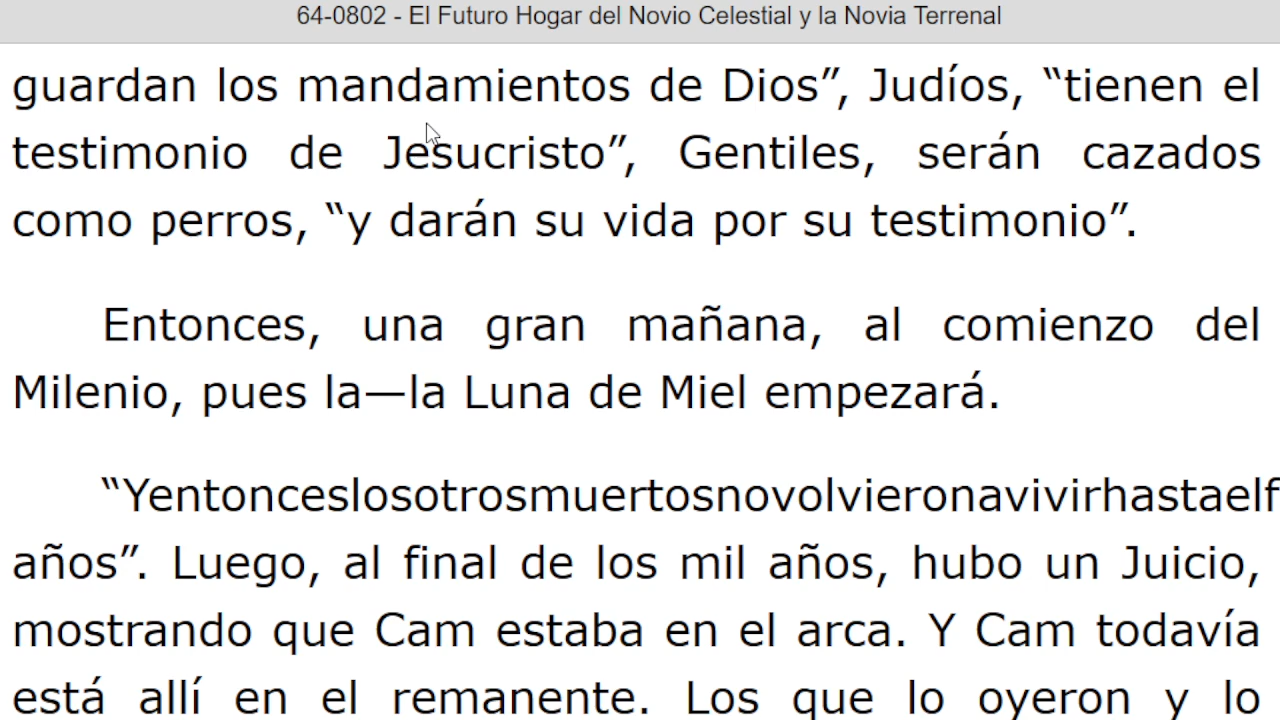 64-0802 - El Futuro Hogar del Novio Celestial y la Novia Terrenal
guardan los mandamientos de Dios”, Judíos, “tienen el
testimonio de Jesucristo”, Gentiles, serán cazados
como perros, “y darán su vida por su testimonio”.
Entonces, una gran mañana, al comienzo del
Milenio, pues la—la Luna de Miel empezará.
“Yentonceslosotrosmuertosnovolvieronavivirhastaelf
años”. Luego, al final de los mil años, hubo un Juicio,
mostrando que Cam estaba en el arca. Y Cam todavía
está allí en el remanente. Los que lo oyeron y lo